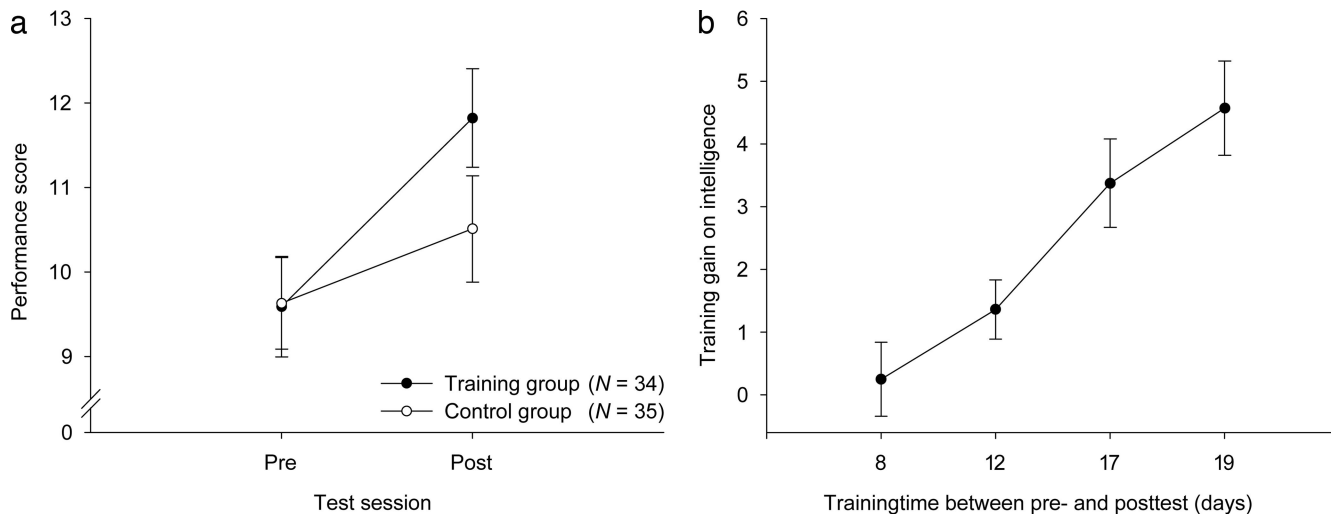 a
13
12
11
10
9
0
Performance score
Training group (N = 34)
Control group (N = 35)
Pre Post
Test session
b
6
5
4
3
2
1
0
Training gain on intelligence
8 12 17 19
Trainingtime between pre- and posttest (days)